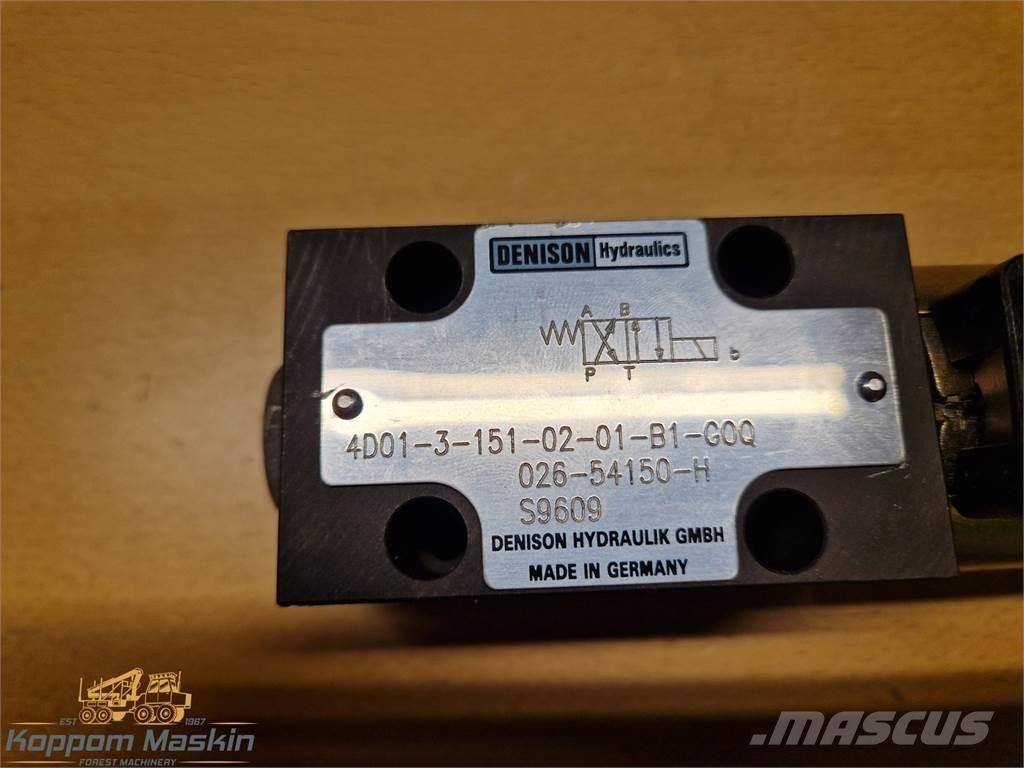 DENISON Hydraulics
A B
b
P T
4D01-3-151-02-01-B1-G0Q
026-54150-H
S9609
DENISON HYDRAULIK GMBH
MADE IN GERMANY
EST 1967
Koppom Maskin
FOREST MACHINERY
MASCUS